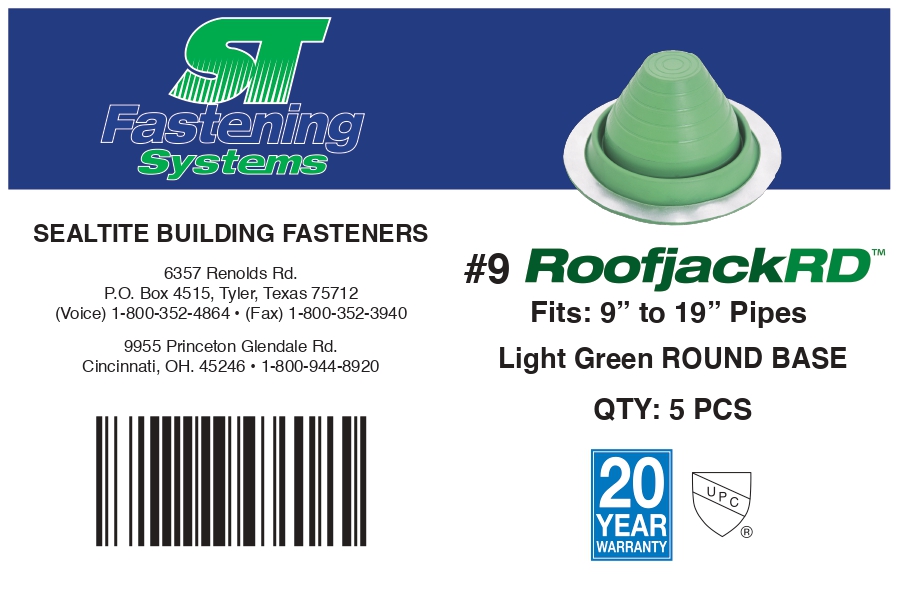 ST
Fastening
Systems
SEALTITE BUILDING FASTENERS
6357 Renolds Rd.
P.O. Box 4515, Tyler, Texas 75712
(Voice) 1-800-352-4864 • (Fax) 1-800-352-3940
9955 Princeton Glendale Rd.
Cincinnati, OH. 45246 • 1-800-944-8920
#9 RoofjackRD™
Fits: 9” to 19” Pipes
Light Green ROUND BASE
QTY: 5 PCS
20
YEAR
WARRANTY
UPC
®